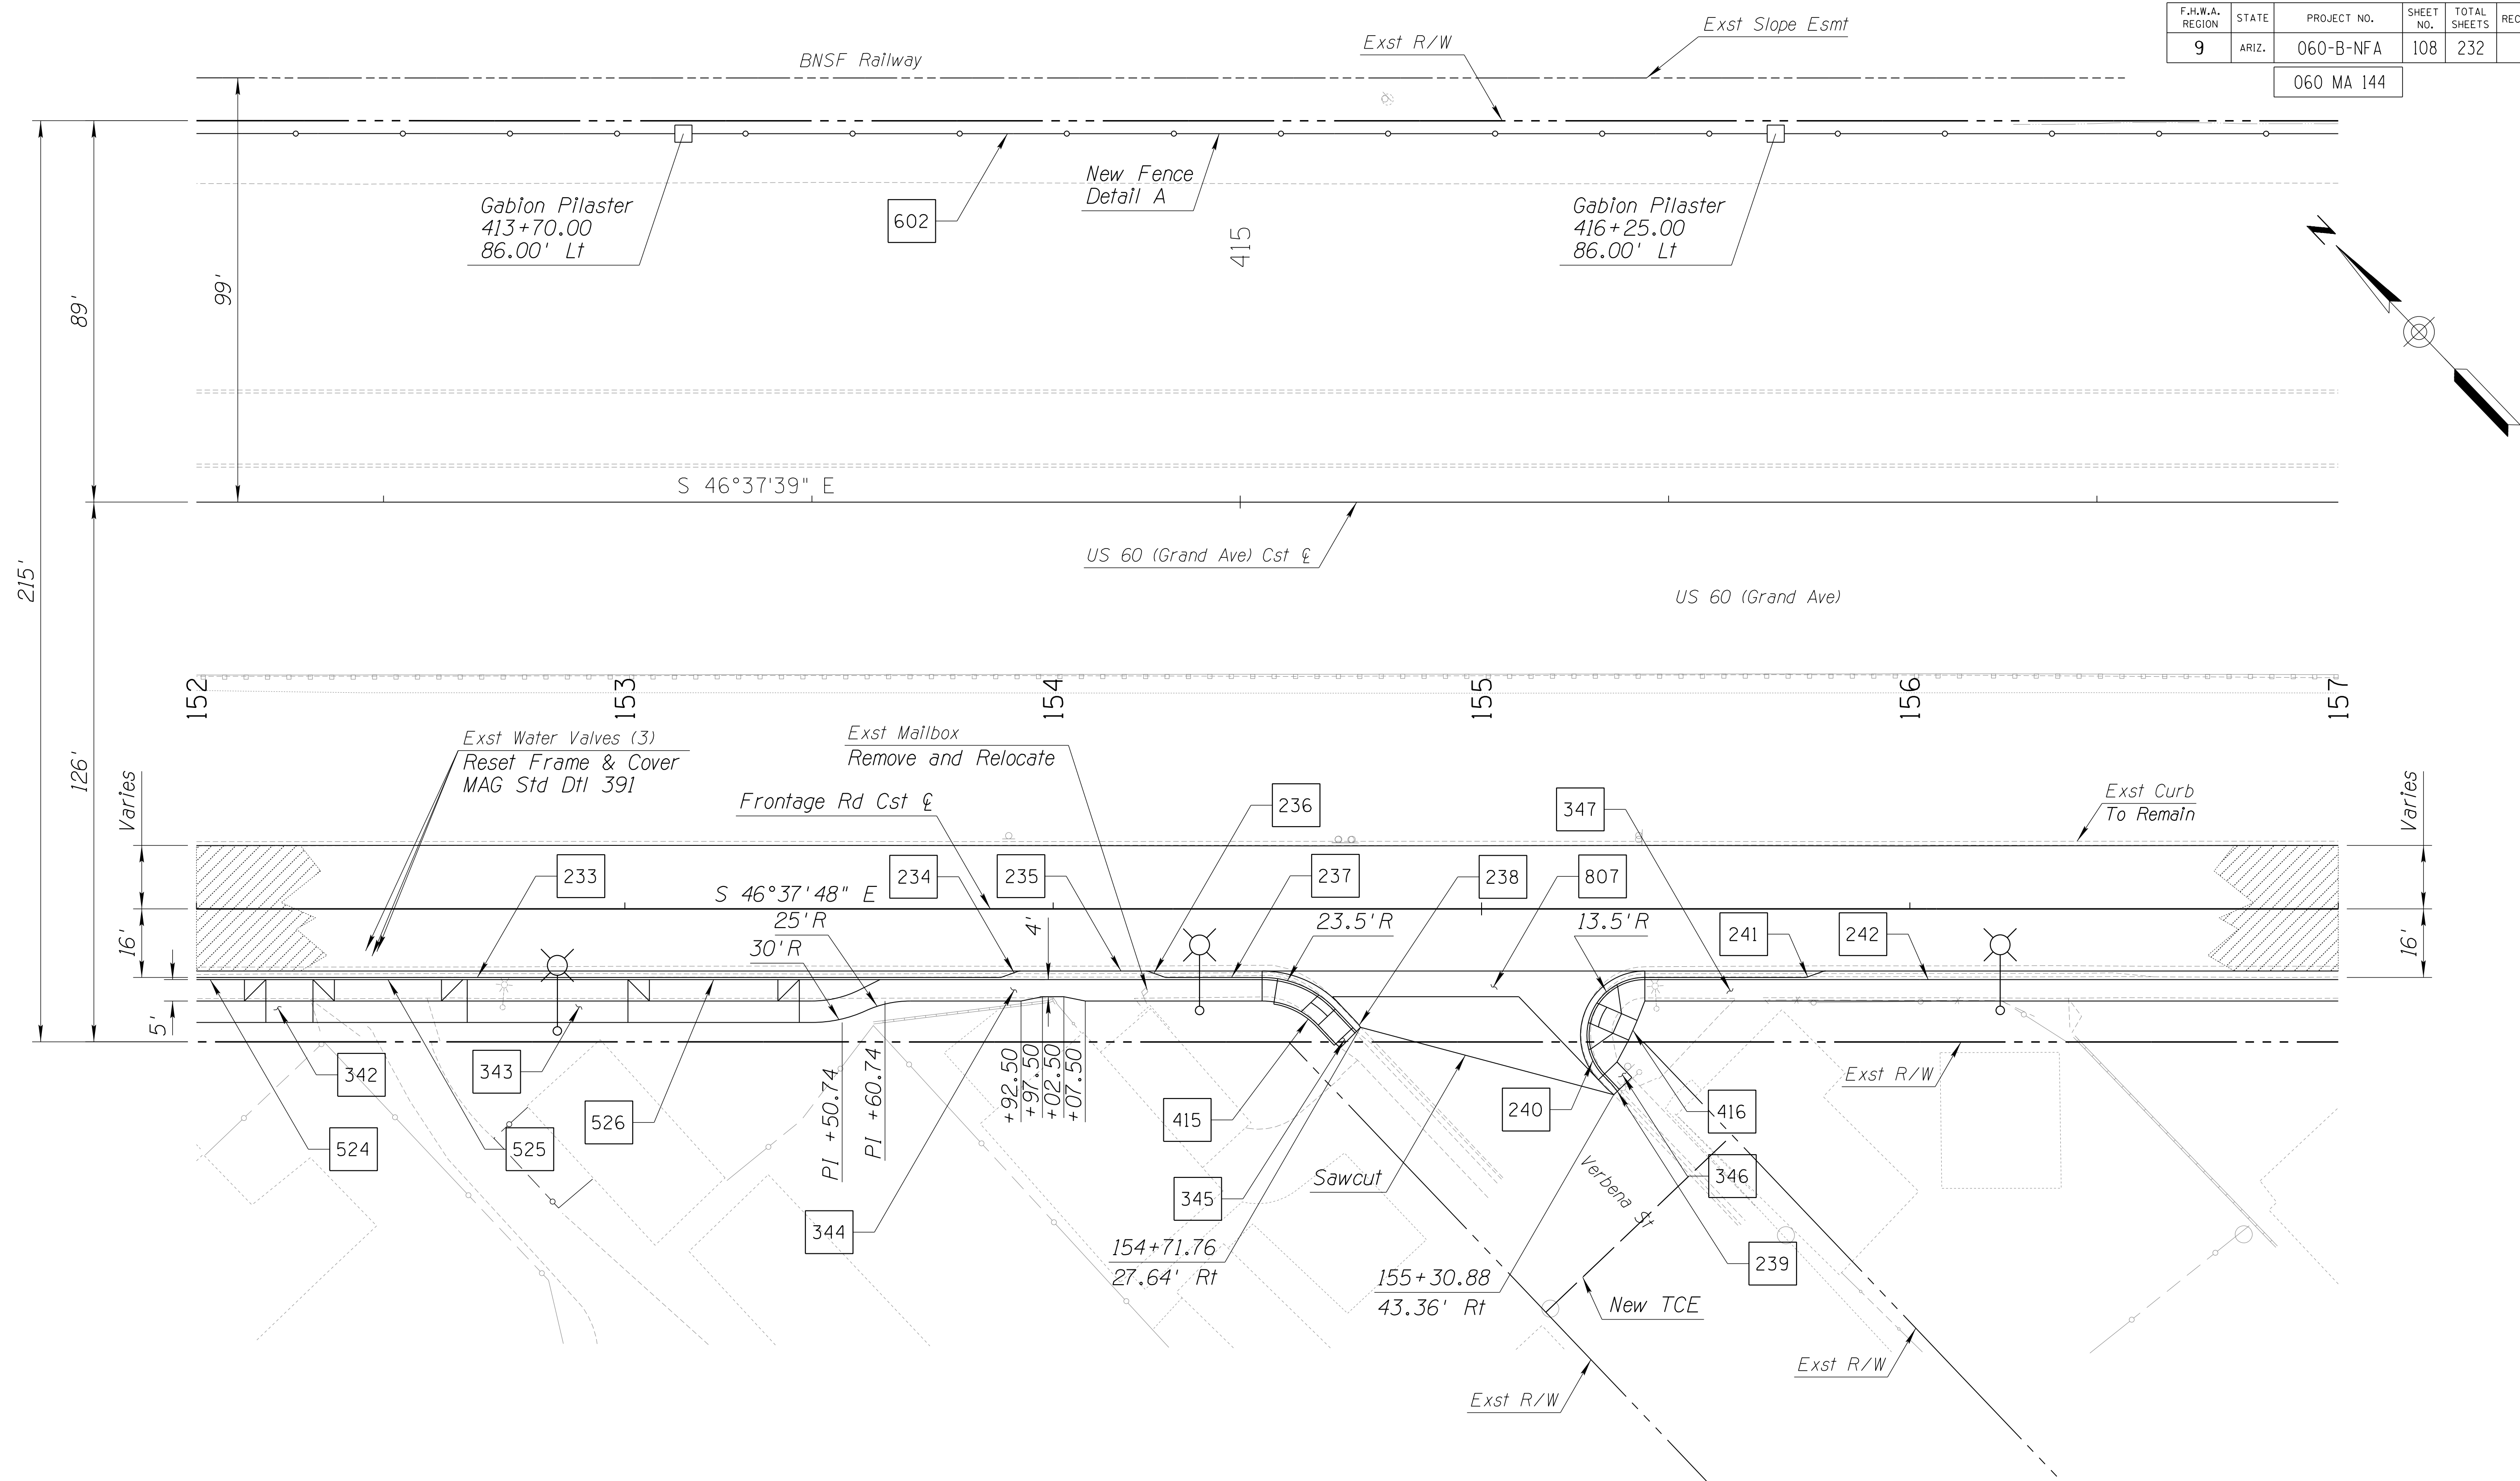 F.H.W.A. REGION STATE PROJECT NO. SHEET NO. TOTAL SHEETS REC
9 ARIZ. 060-B-NFA 108 232
060 MA 144
BNSF Railway
Exst R/W
Exst Slope Esmt
New Fence
Detail A
Gabion Pilaster
413+70.00
86.00' Lt
602
415
Gabion Pilaster
416+25.00
86.00' Lt
N
99'
89'
215'
126'
S 46°37'39" E
US 60 (Grand Ave) Cst ℄
US 60 (Grand Ave)
152
153
154
155
156
157
Exst Water Valves (3)
Reset Frame & Cover
MAG Std Dtl 391
Exst Mailbox
Remove and Relocate
Frontage Rd Cst ℄
Exst Curb
To Remain
Varies
Varies
236
347
233
234
235
237
238
807
S 46°37'48" E
25'R
30'R
4'
23.5'R
13.5'R
241
242
16'
16'
5'
342
343
526
524
525
PI +50.74
PI +60.74
+92.50
+97.50
+02.50
+07.50
344
415
345
154+71.76
27.64' Rt
Sawcut
155+30.88
43.36' Rt
240
416
346
239
Verbena St
New TCE
Exst R/W
Exst R/W
Exst R/W